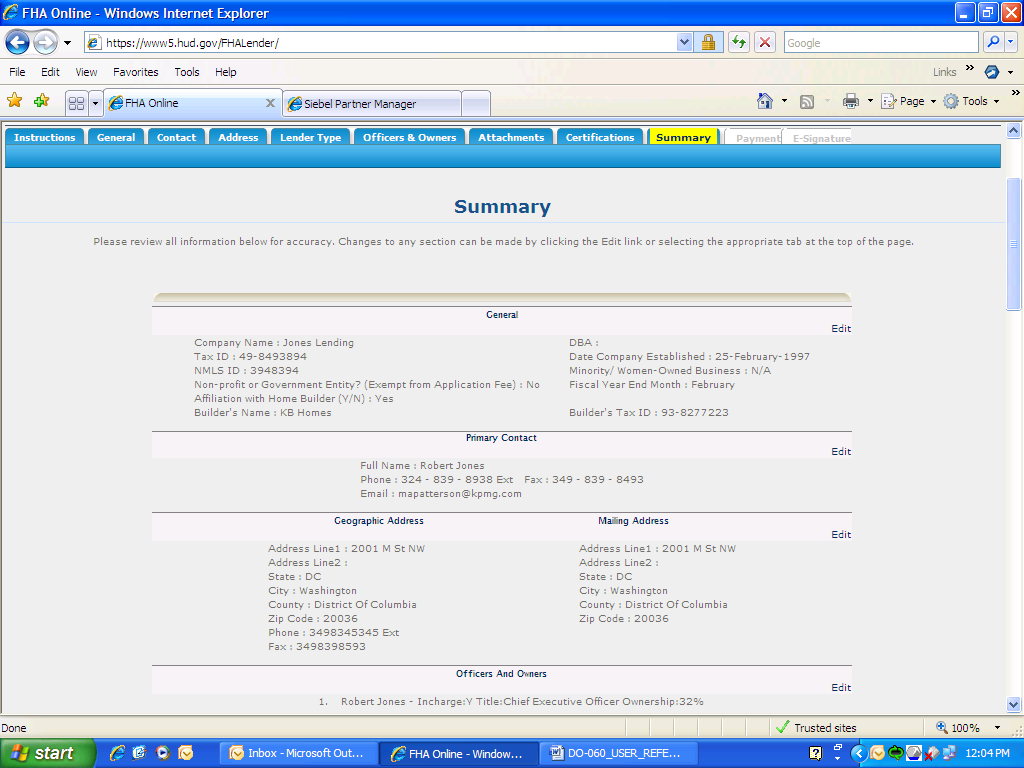 FHA Online - Windows Internet Explorer
https://www5.hud.gov/FHALender/
Google
File Edit View Favorites Tools Help
Links »
FHA Online X Siebel Partner Manager
Page Tools »
Instructions General Contact Address Lender Type Officers & Owners Attachments Certifications Summary Payment E-Signature
Summary
Please review all information below for accuracy. Changes to any section can be made by clicking the Edit link or selecting the appropriate tab at the top of the page.
General
Edit
Company Name : Jones Lending DBA :
Tax ID : 49-8493894 Date Company Established : 25-February-1997
NMLS ID : 3948394 Minority/ Women-Owned Business : N/A
Non-profit or Government Entity? (Exempt from Application Fee) : No Fiscal Year End Month : February
Affiliation with Home Builder (Y/N) : Yes
Builder's Name : KB Homes Builder's Tax ID : 93-8277223
Primary Contact
Edit
Full Name : Robert Jones
Phone : 324 - 839 - 8938 Ext Fax : 349 - 839 - 8493
Email : mapatterson@kpmg.com
Geographic Address Mailing Address
Edit
Address Line1 : 2001 M St NW Address Line1 : 2001 M St NW
Address Line2 : Address Line2 :
State : DC State : DC
City : Washington City : Washington
County : District Of Columbia County : District Of Columbia
Zip Code : 20036 Zip Code : 20036
Phone : 3498345345 Ext
Fax : 3498398593
Officers And Owners
Edit
1. Robert Jones - Incharge:Y Title:Chief Executive Officer Ownership:32%
Done Trusted sites 100%
start Inbox - Microsoft Out... FHA Online - Window... DO-060_USER_REFE... 12:04 PM